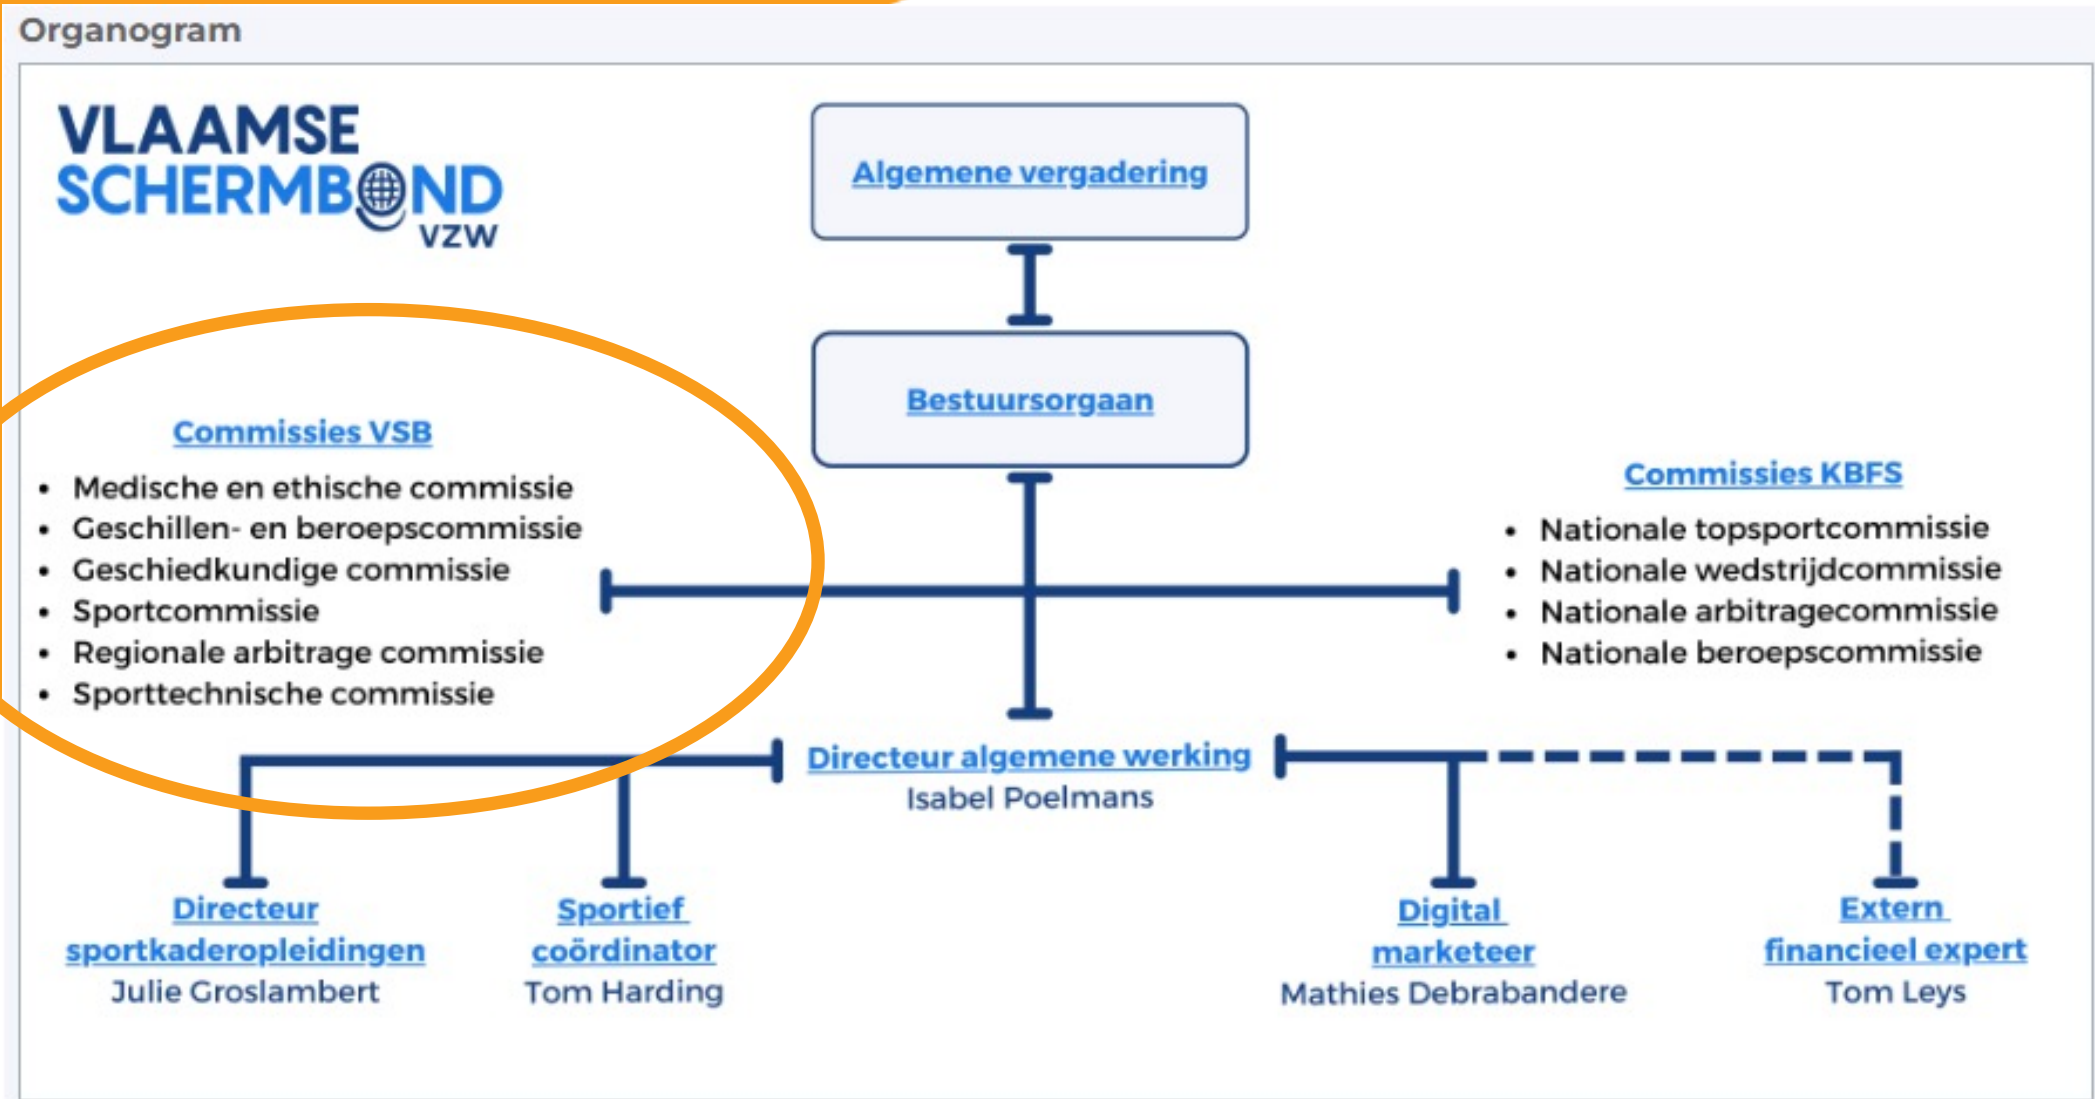 Organogram
VLAAMSE
SCHERMBOND
VZW
Algemene vergadering
Bestuursorgaan
Commissies VSB
• Medische en ethische commissie
• Geschillen- en beroepscommissie
• Geschiedkundige commissie
• Sportcommissie
• Regionale arbitrage commissie
• Sporttechnische commissie
Commissies KBFS
• Nationale topsportcommissie
• Nationale wedstrijdcommissie
• Nationale arbitragecommissie
• Nationale beroepscommissie
Directeur algemene werking
Isabel Poelmans
Directeur
sportkaderopleidingen
Julie Groslambert
Sportief
coördinator
Tom Harding
Digital
marketeer
Mathies Debrabandere
Extern
financieel expert
Tom Leys